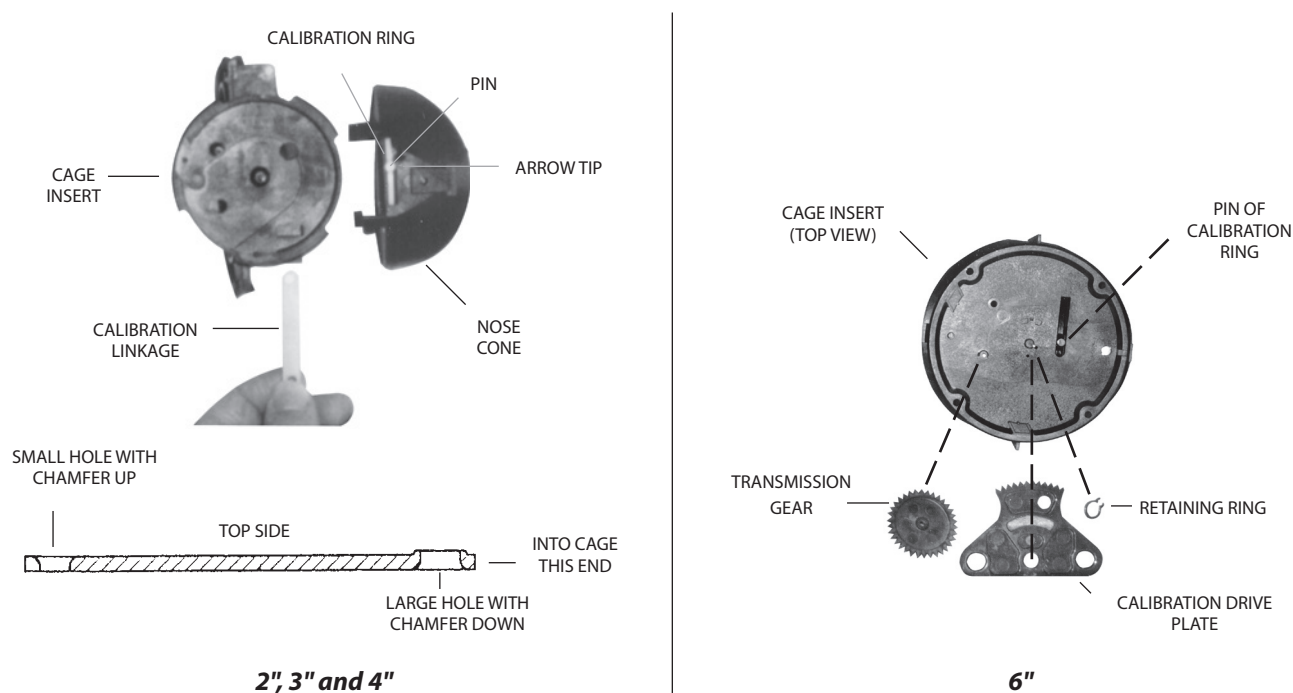 CALIBRATION RING
PIN
ARROW TIP
CAGE
INSERT
CALIBRATION
LINKAGE
NOSE
CONE
SMALL HOLE WITH
CHAMFER UP
TOP SIDE
INTO CAGE
THIS END
LARGE HOLE WITH
CHAMFER DOWN
2", 3" and 4"
CAGE INSERT
(TOP VIEW)
PIN OF
CALIBRATION
RING
TRANSMISSION
GEAR
RETAINING RING
CALIBRATION DRIVE
PLATE
6"